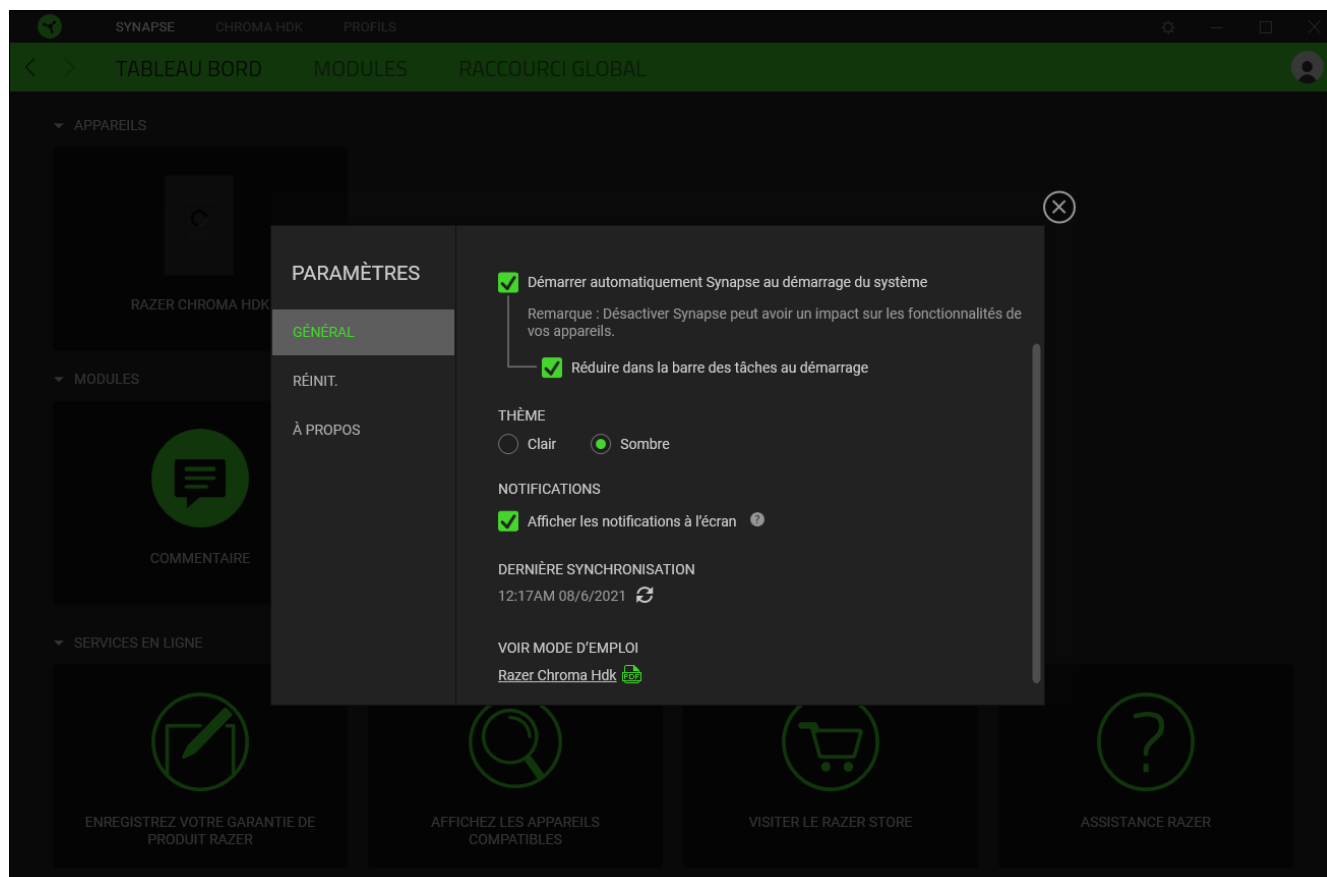 SYNAPSE CHROMA HDK PROFILS
TABLEAU BORD MODULES RACCOURCI GLOBAL
APPAREILS
RAZER CHROMA HDK
MODULES
COMMENTAIRE
SERVICES EN LIGNE
ENREGISTREZ VOTRE GARANTIE DE
PRODUIT RAZER
AFFICHEZ LES APPAREILS
COMPATIBLES
VISITER LE RAZER STORE
ASSISTANCE RAZER
PARAMÈTRES
GÉNÉRAL
RÉINIT.
À PROPOS
Démarrer automatiquement Synapse au démarrage du système
Remarque : Désactiver Synapse peut avoir un impact sur les fonctionnalités de
vos appareils.
Réduire dans la barre des tâches au démarrage
THÈME
Clair Sombre
NOTIFICATIONS
Afficher les notifications à l'écran ?
DERNIÈRE SYNCHRONISATION
12:17AM 08/6/2021
VOIR MODE D'EMPLOI
Razer Chroma Hdk PDF